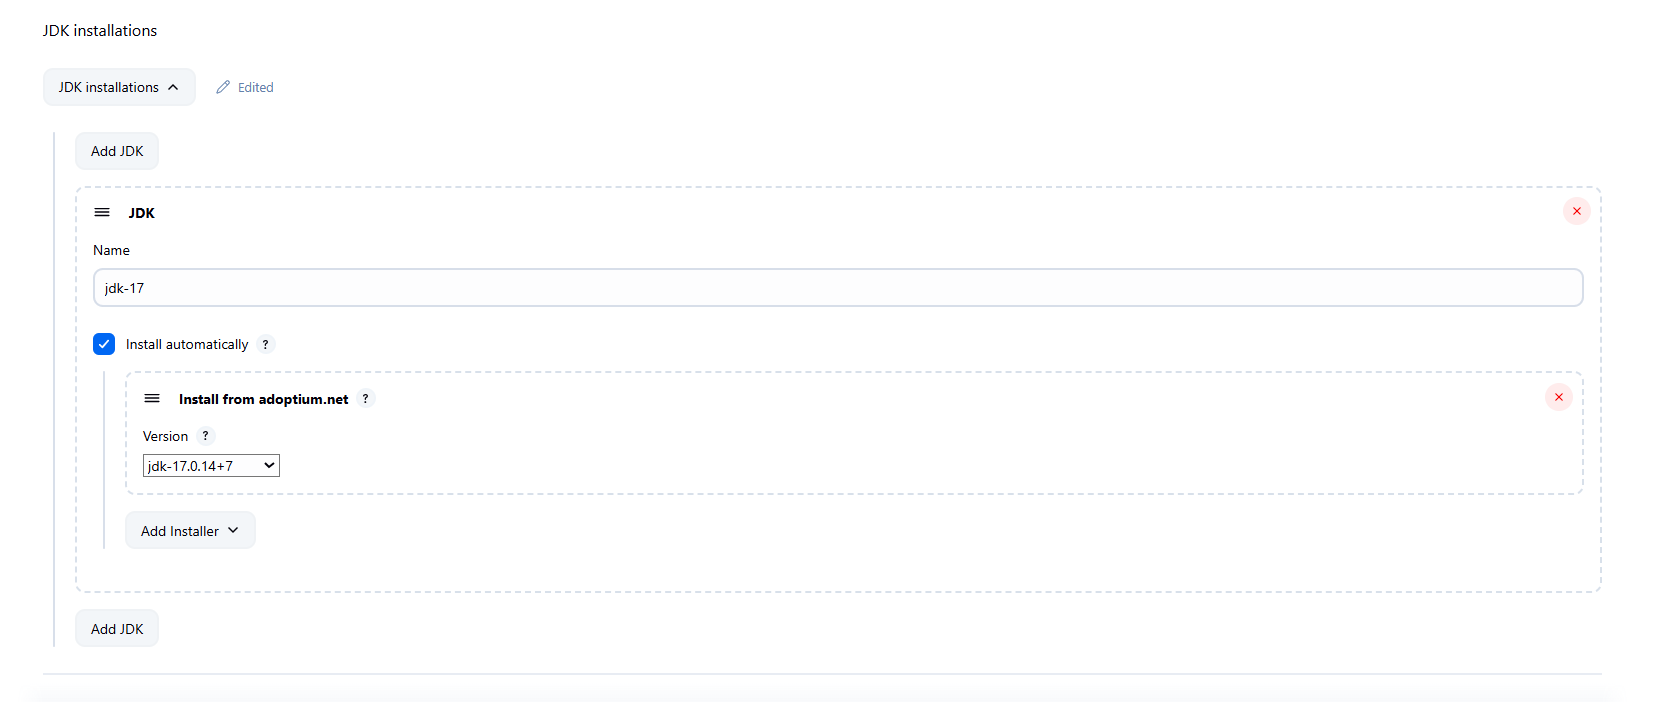 JDK installations
JDK installations
Edited
Add JDK
JDK
Name
jdk-17
Install automatically ?
Install from adoptium.net ?
Version ?
jdk-17.0.14+7
Add Installer
Add JDK